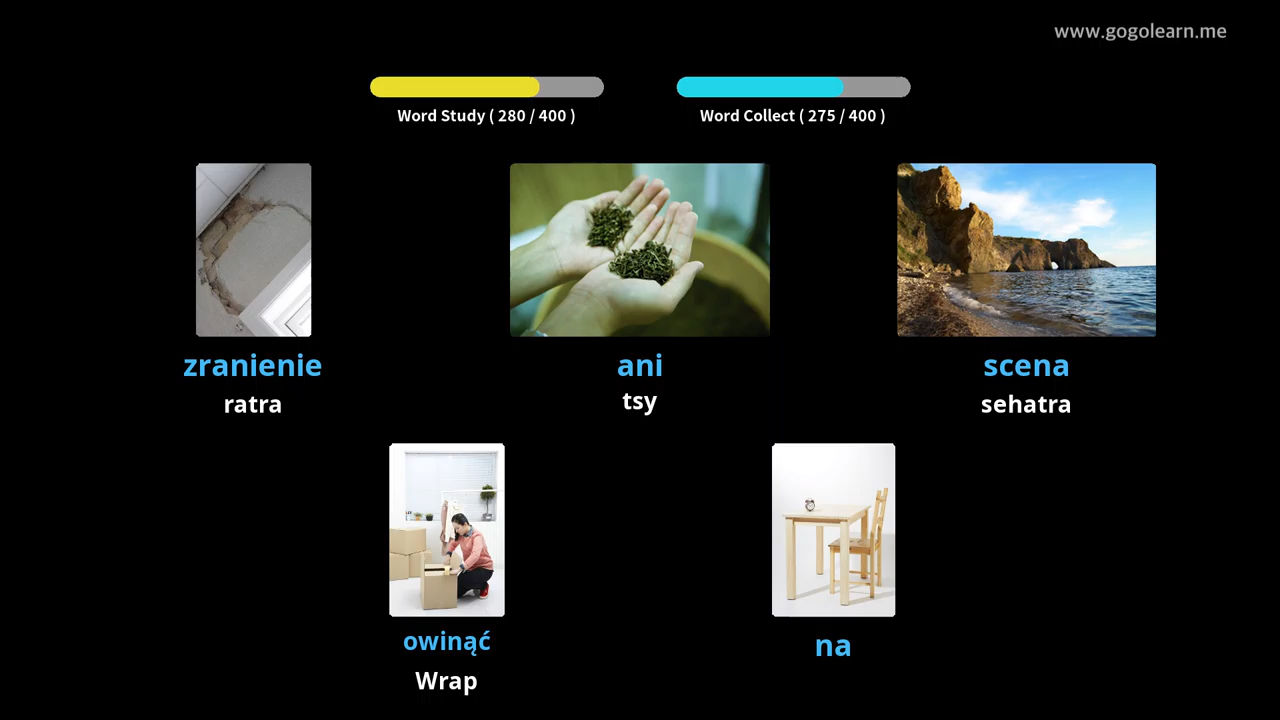 www.gogolearn.me
Word Study ( 280 / 400 )
Word Collect ( 275 / 400 )
zranienie
ratra
ani
tsy
scena
sehatra
owinąć
Wrap
na